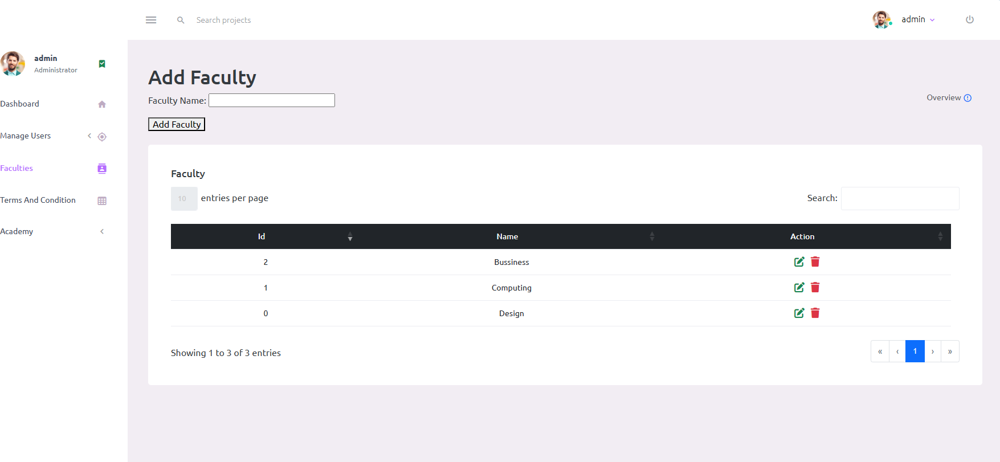 Search projects
admin
admin
Administrator
Dashboard
Manage Users
Faculties
Terms And Condition
Academy
Add Faculty
Faculty Name:
Overview
Add Faculty
Faculty
10 entries per page
Search:
Id Name Action
2 Bussiness
1 Computing
0 Design
Showing 1 to 3 of 3 entries
« ‹ 1 › »